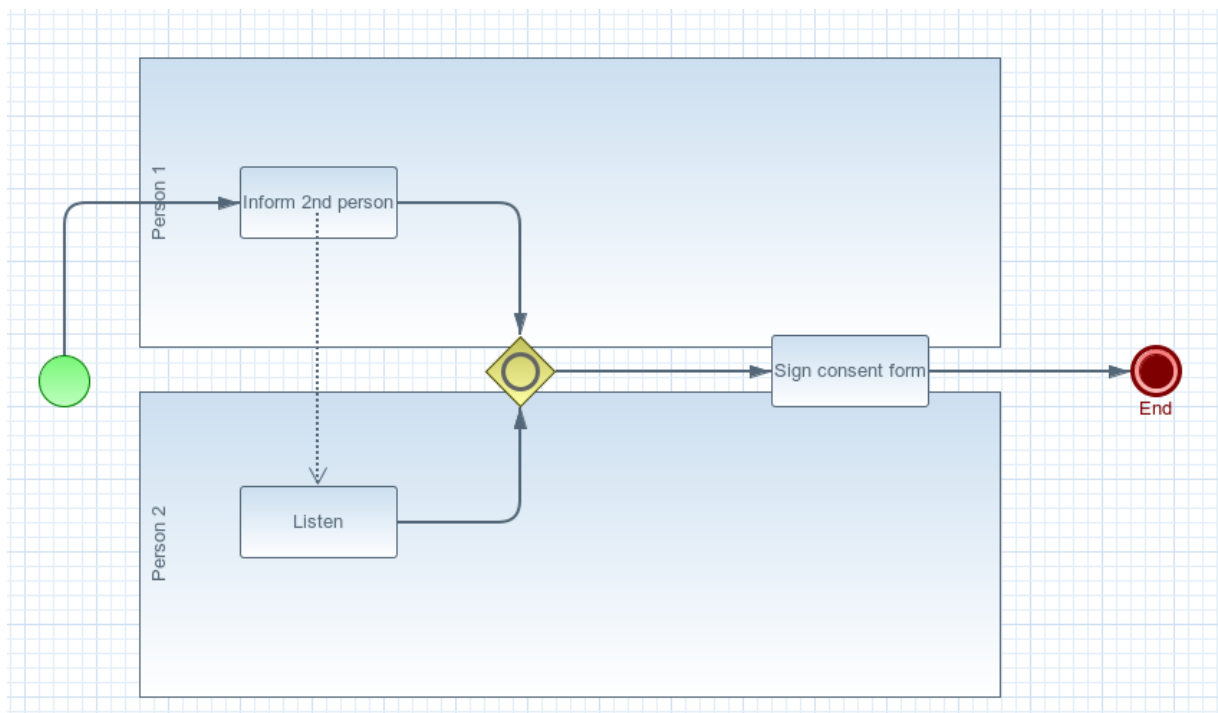 Person 1
Inform 2nd person
Sign consent form
End
Person 2
Listen